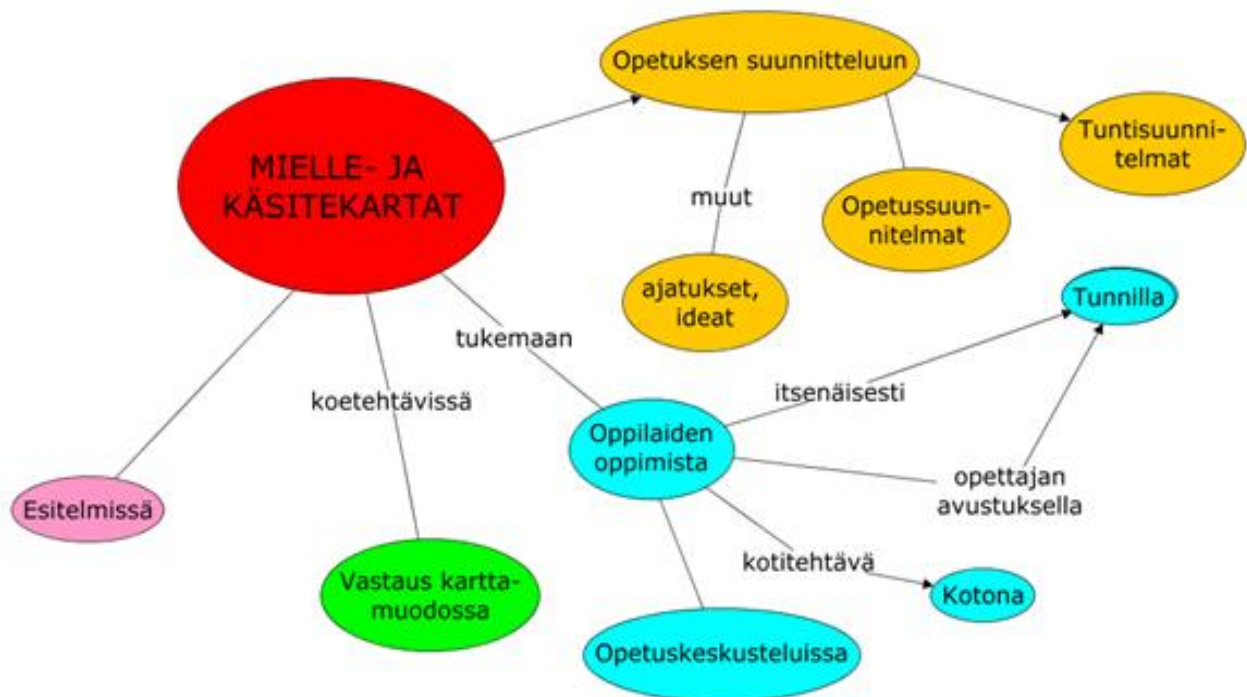 Opetuksen suunnitteluun
MIELLE- JA
KÄSITEKARTAT
Tuntisuunni-
telmat
muut
Opetussuun-
nitelmat
ajatukset,
ideat
Tunnilla
tukemaan
itsenäisesti
koetehtävissä
Oppilaiden
oppimista
opettajan
avustuksella
Esitelmissä
kotitehtävä
Vastaus kartta-
muodossa
Kotona
Opetuskeskusteluissa